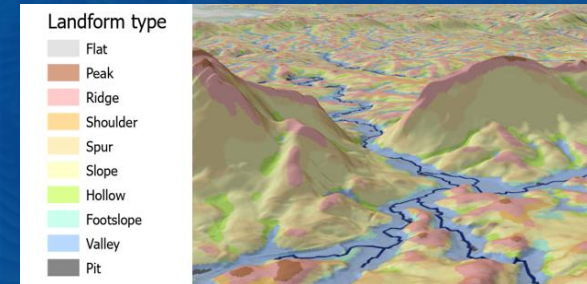 Landform type
Flat
Peak
Ridge
Shoulder
Spur
Slope
Hollow
Footslope
Valley
Pit